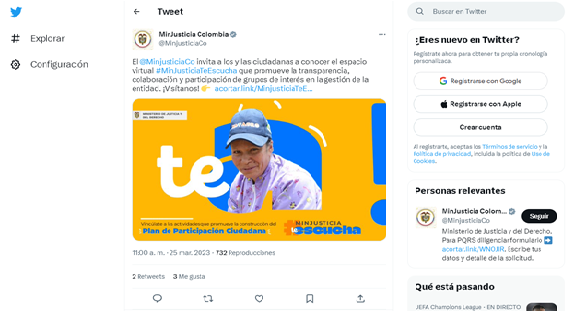 Tweet
Buscar en Twitter
Explorar
Configuración
MinJusticia Colombia
@MinjusticiaCo
El @MinjusticiaCo invita a los y las ciudadanas a conocer el espacio
virtual #MinJusticiaTeEscucha que promueve la transparencia,
colaboración y participación de grupos de interés en la gestión de la
entidad. ¡Visítanos! 👉 acortar.link/MinjusticiaTeE…
MINISTERIO DE JUSTICIA Y
DEL DERECHO
te
Vincúlate a la actividades que promueve la construcción del
Plan de Participación Ciudadana
MINJUSTICIA
te escucha
11:00 a. m. · 25 mar. 2023 · 732 Reproducciones
2 Retweets 3 Me gusta
¿Eres nuevo en Twitter?
Regístrate ahora para obtener tu propia cronología
personalizada.
Registrarse con Google
Registrarse con Apple
Crear cuenta
Al registrarte, aceptas los Términos de servicio y la
Política de privacidad, incluida la política de Uso de
Cookies.
Personas relevantes
MinJusticia Colom...
@MinjusticiaCo
Seguir
Ministerio de Justicia y del Derecho.
Para PQRS diligenciar formulario ➡
datos y detalle de la solicitud.
Qué está pasando
UEFA Champions League · EN DIRECTO